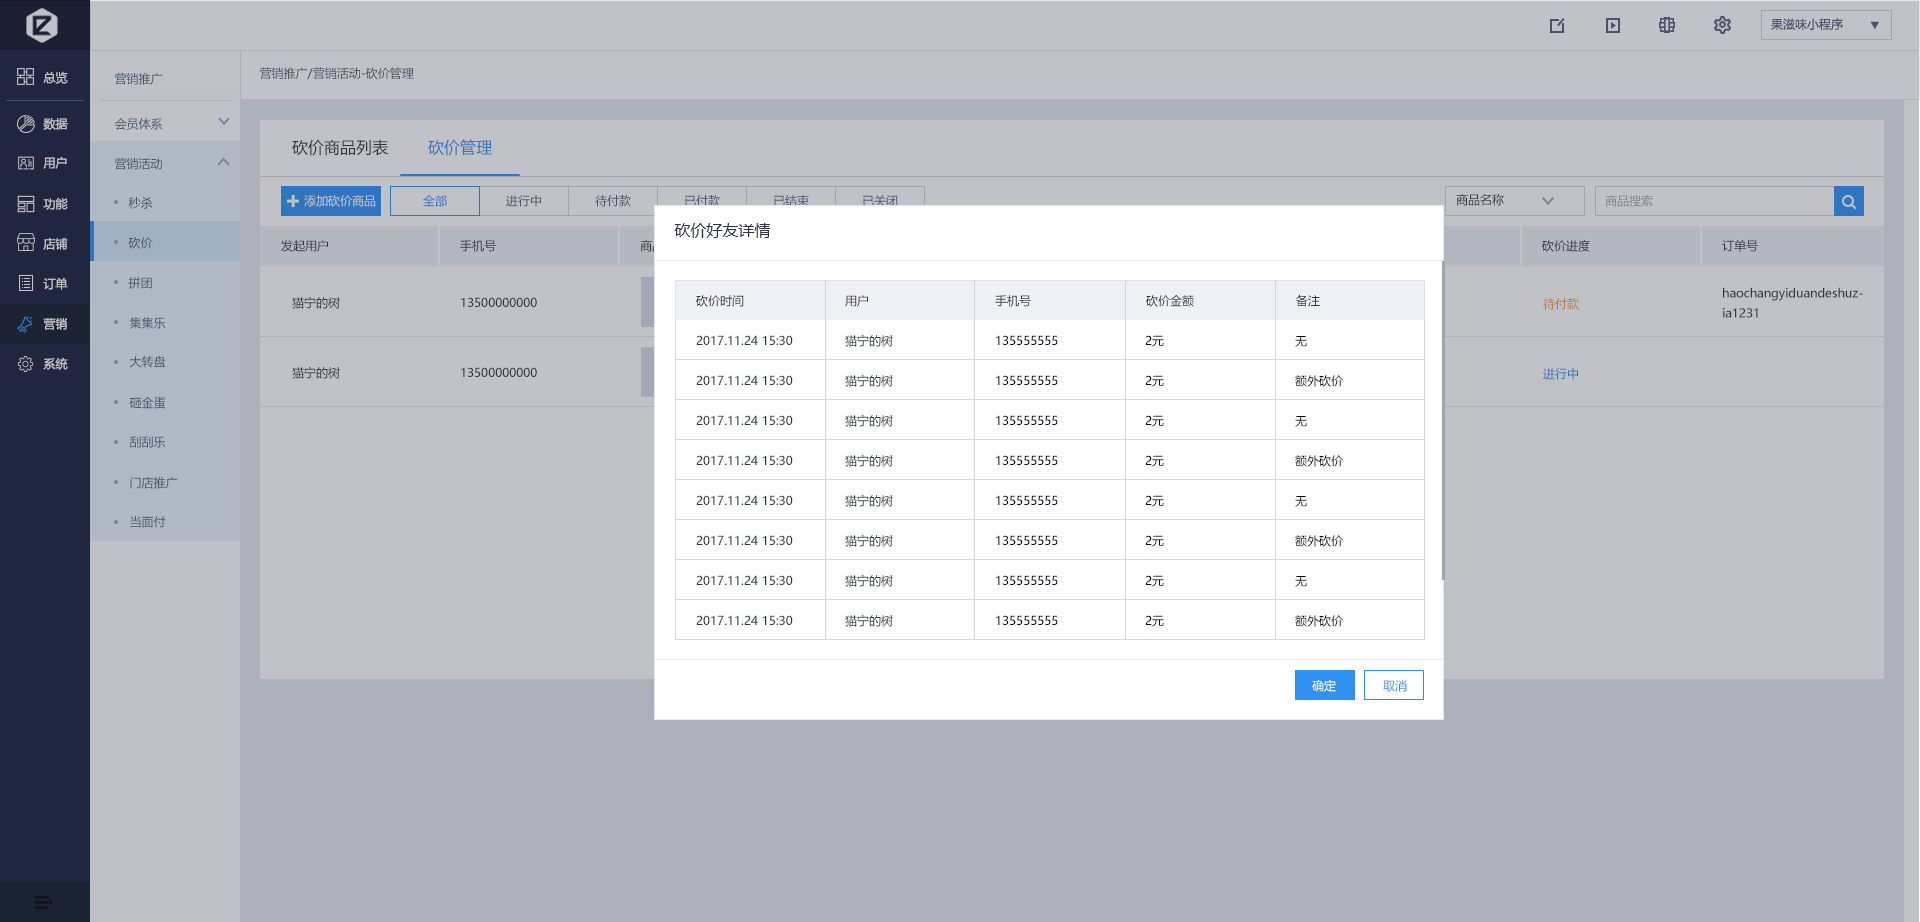 果滋味小程序
总览
数据
用户
功能
店铺
订单
营销
系统
营销推广
会员体系
营销活动
秒杀
砍价
拼团
集集乐
大转盘
砸金蛋
刮刮乐
门店推广
当面付
营销推广/营销活动-砍价管理
砍价商品列表 砍价管理
添加砍价商品 全部 进行中 待付款 已付款 已结束 已关闭 商品名称 商品搜索
发起用户 手机号 商 砍价进度 订单号
猫宁的树 13500000000 待付款 haochangyiduandeshuz-
ia1231
猫宁的树 13500000000 进行中
砍价好友详情
砍价时间 用户 手机号 砍价金额 备注
2017.11.24 15:30 猫宁的树 135555555 2元 无
2017.11.24 15:30 猫宁的树 135555555 2元 额外砍价
2017.11.24 15:30 猫宁的树 135555555 2元 无
2017.11.24 15:30 猫宁的树 135555555 2元 额外砍价
2017.11.24 15:30 猫宁的树 135555555 2元 无
2017.11.24 15:30 猫宁的树 135555555 2元 额外砍价
2017.11.24 15:30 猫宁的树 135555555 2元 无
2017.11.24 15:30 猫宁的树 135555555 2元 额外砍价
确定 取消